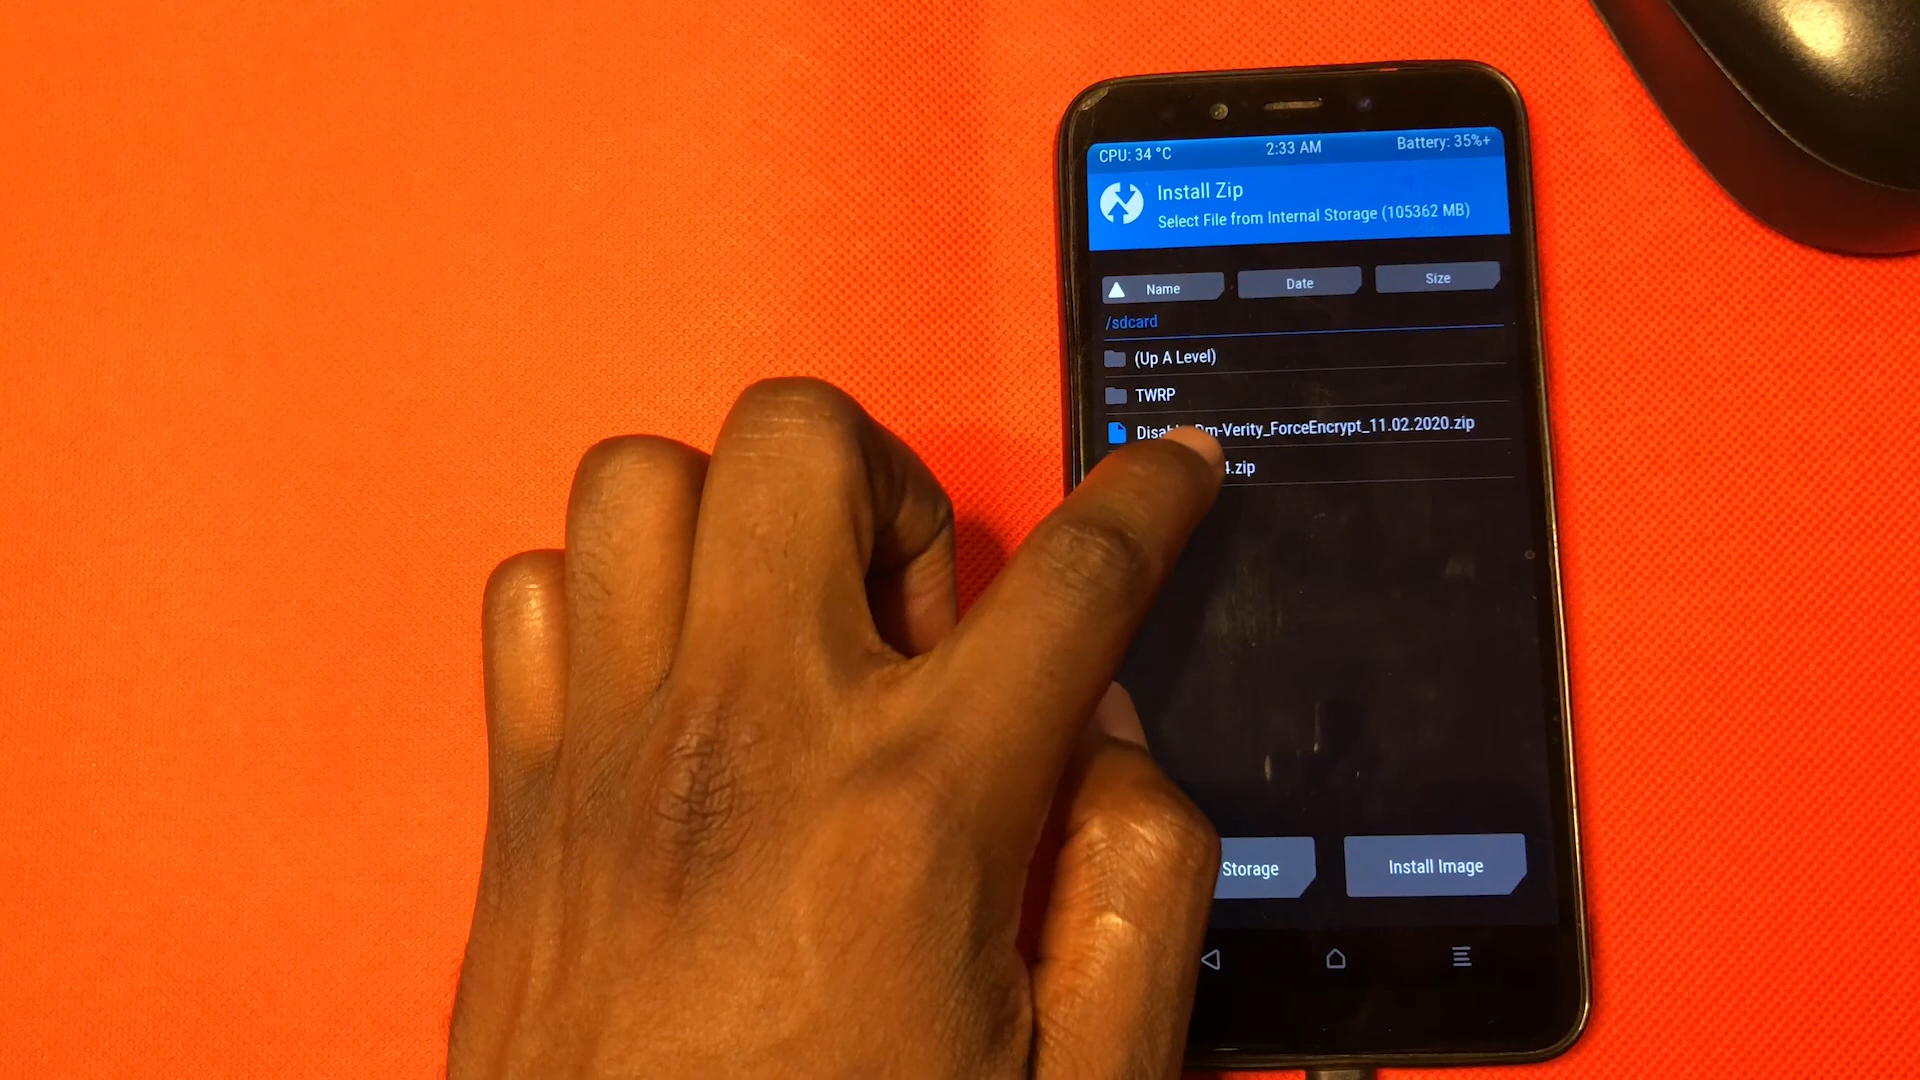 CPU: 34 °C 2:33 AM Battery: 35%+
Install Zip
Select File from Internal Storage (105362 MB)
Name Date Size
/sdcard
(Up A Level)
TWRP
-Verity_ForceEncrypt_11.02.2020.zip
4.zip
Storage Install Image